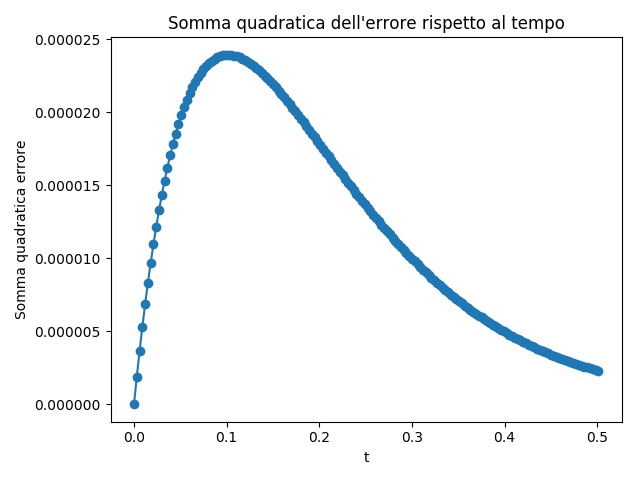 Somma quadratica dell'errore rispetto al tempo
Somma quadratica errore
0.000025
0.000020
0.000015
0.000010
0.000005
0.000000
0.0 0.1 0.2 0.3 0.4 0.5
t